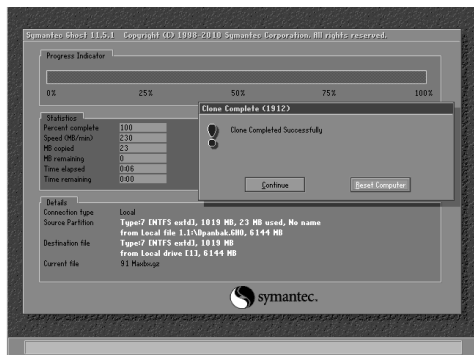 Symantec Ghost 11.5.1 Copyright (C) 1998-2010 Symantec Corporation. All rights reserved.
Progress Indicator
0% 25% 50% 75% 100%
Clone Complete (1912)
Clone Completed Successfully
Continue Reset Computer
Statistics
Percent complete 100
Speed (MB/min) 230
MB copied 23
MB remaining 0
Time elapsed 0:06
Time remaining 0:00
Details
Connection type Local
Source Partition Type:7 [NTFS extd], 1019 MB, 23 MB used, No name
from Local file 1.1:\Dpanbak.GHO, 6144 MB
Destination file Type:7 [NTFS extd], 1019 MB
from Local drive [1], 6144 MB
Current file 91
symantec.